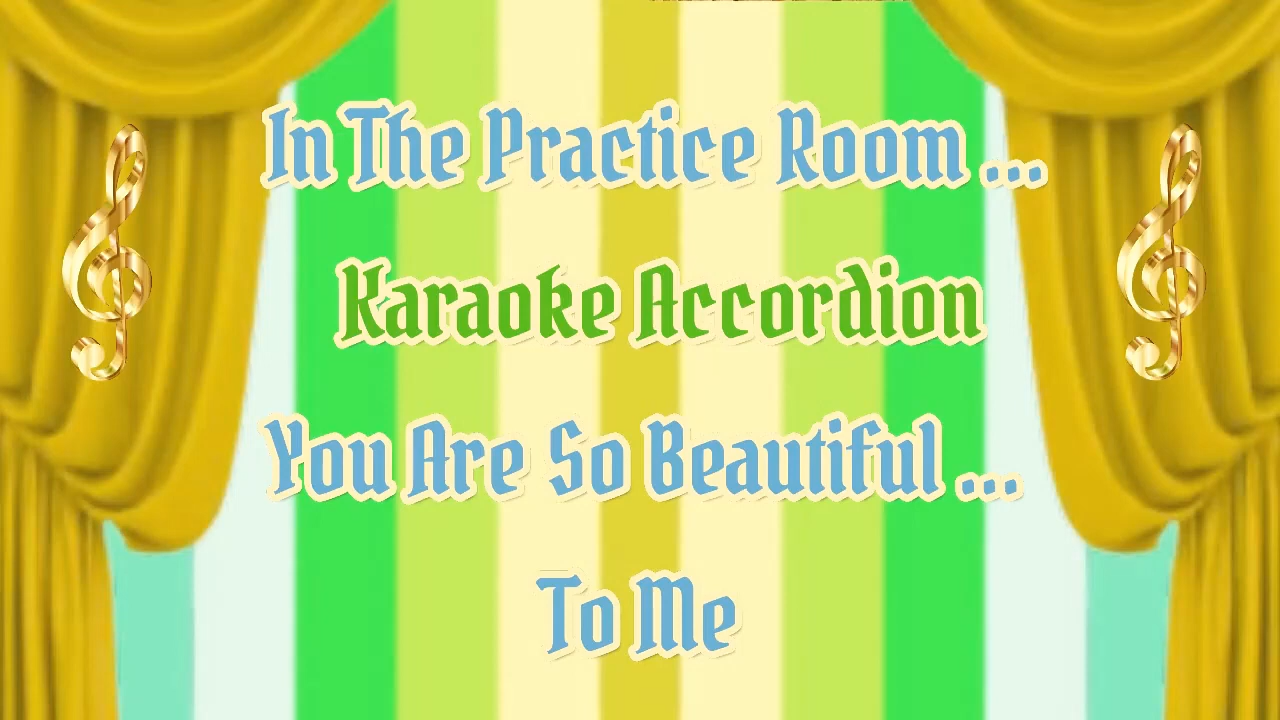 In The Practice Room ...
Karaoke Accordion
You Are So Beautiful ...
To Me